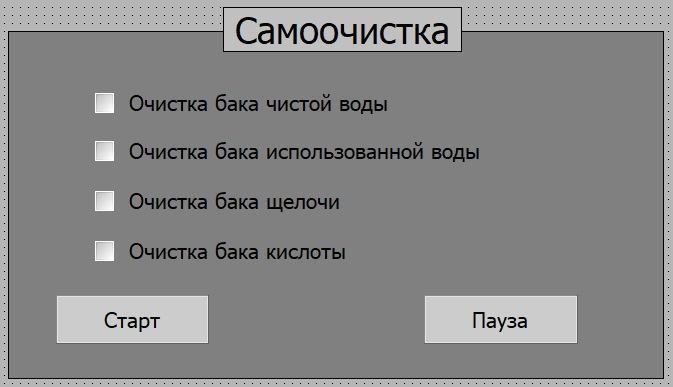 Самоочистка
Очистка бака чистой воды
Очистка бака использованной воды
Очистка бака щелочи
Очистка бака кислоты
Старт
Пауза